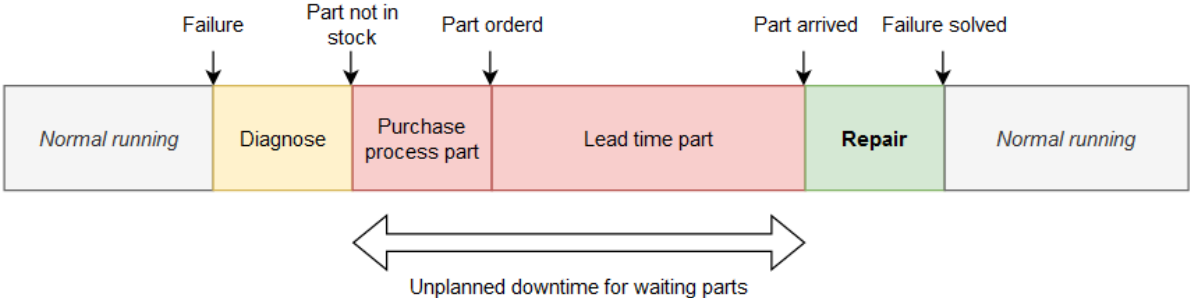 Failure
Part not in
stock
Part orderd
Part arrived
Failure solved
Normal running
Diagnose
Purchase
process part
Lead time part
Repair
Normal running
Unplanned downtime for waiting parts